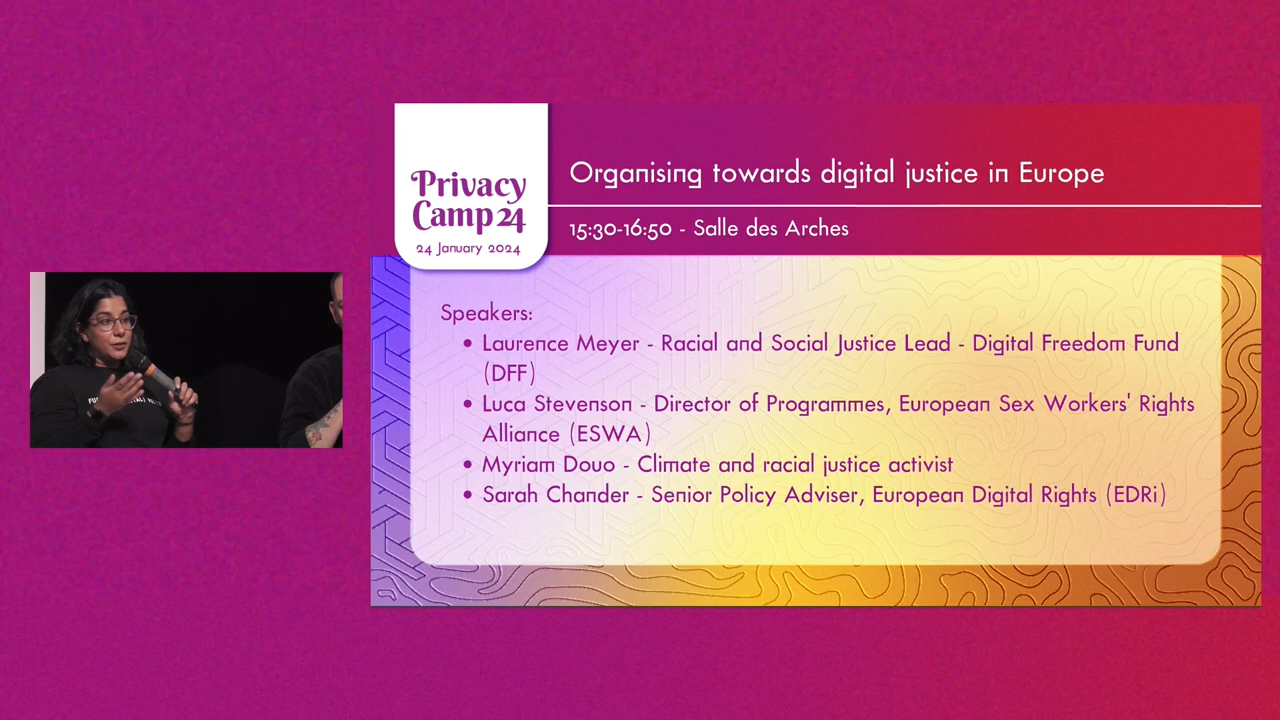 Privacy
Camp 24
24 January 2024
Organising towards digital justice in Europe
15:30-16:50 - Salle des Arches
Speakers:
• Laurence Meyer - Racial and Social Justice Lead - Digital Freedom Fund
(DFF)
• Luca Stevenson - Director of Programmes, European Sex Workers' Rights
Alliance (ESWA)
• Myriam Douo - Climate and racial justice activist
• Sarah Chander - Senior Policy Adviser, European Digital Rights (EDRi)